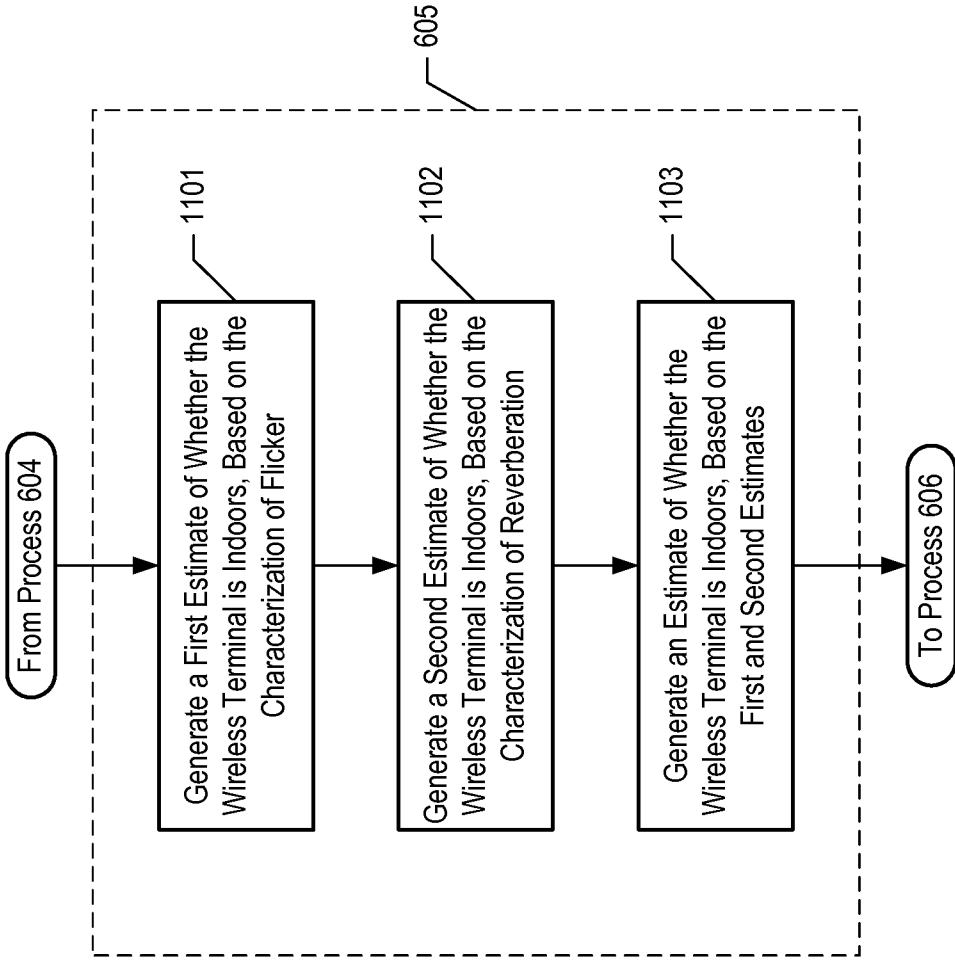 From Process 604
605
1101
Generate a First Estimate of Whether the
Wireless Terminal is Indoors, Based on the
Characterization of Flicker
1102
Generate a Second Estimate of Whether the
Wireless Terminal is Indoors, Based on the
Characterization of Reverberation
1103
Generate an Estimate of Whether the
Wireless Terminal is Indoors, Based on the
First and Second Estimates
To Process 606